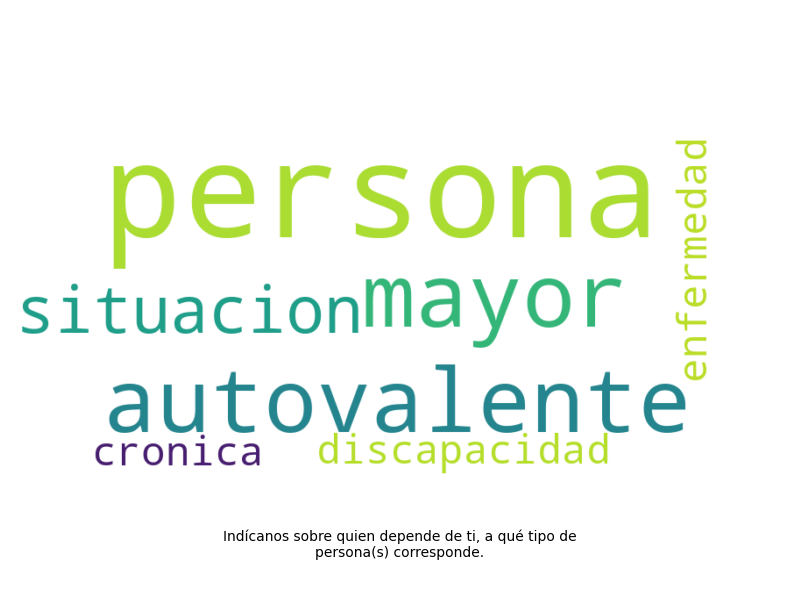 persona
enfermedad
situacion
mayor
autovalente
cronica
discapacidad
Indícanos sobre quien depende de ti, a qué tipo de
persona(s) corresponde.